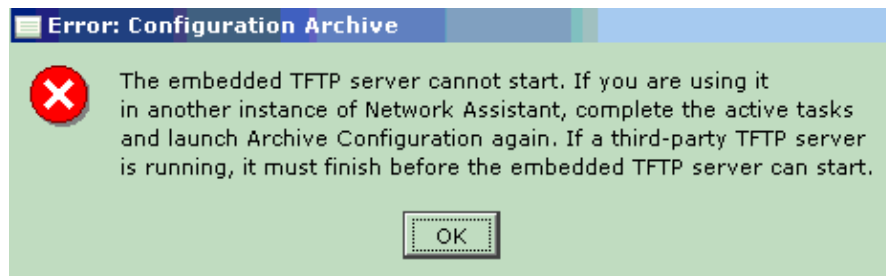 Error: Configuration Archive
The embedded TFTP server cannot start. If you are using it
in another instance of Network Assistant, complete the active tasks
and launch Archive Configuration again. If a third-party TFTP server
is running, it must finish before the embedded TFTP server can start.
OK